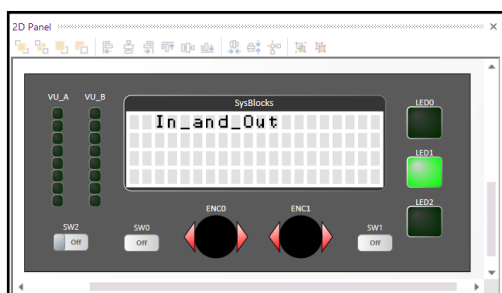 2D Panel
VU_A VU_B
SysBlocks
In_and_Out
LED0
LED1
LED2
ENC0 ENC1
SW2 SW0 SW1
Off Off Off